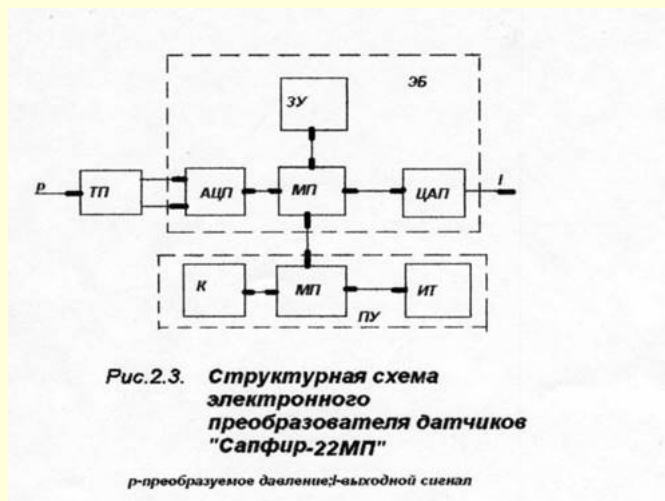 ЭБ
ЗУ
P
ТП
АЦП
МП
ЦАП
I
К
МП
ИТ
ПУ
Рис.2.3. Структурная схема
электронного
преобразователя датчиков
"Сапфир-22МП"
р-преобразуемое давление;I-выходной сигнал